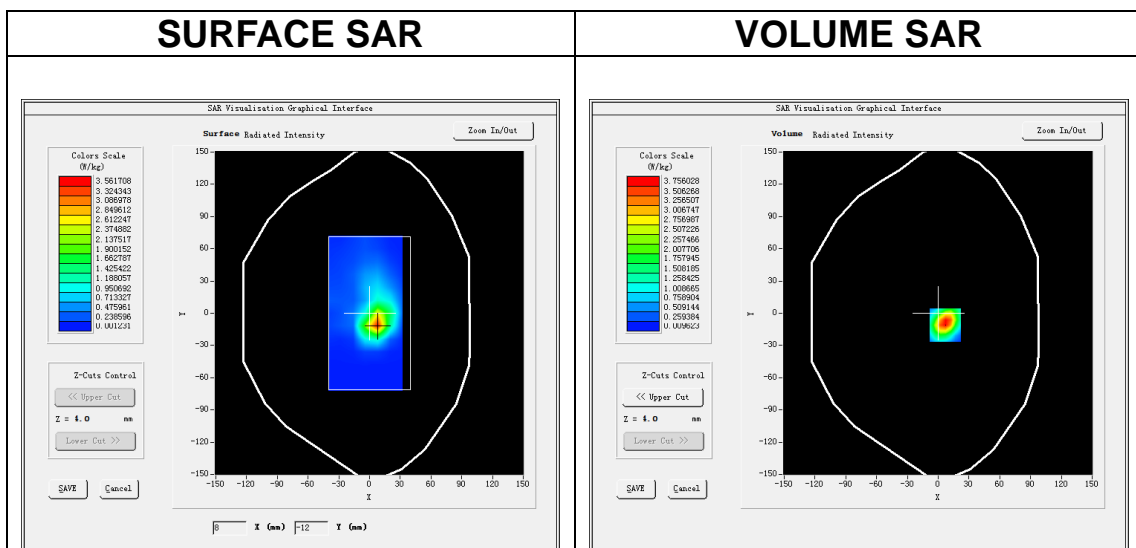 SURFACE SAR
VOLUME SAR
SAR Visualisation Graphical Interface
Surface Radiated Intensity
Zoom In/Out
Colors Scale
(W/kg)
3.561708
3.324343
3.086978
2.849612
2.612247
2.374882
2.137517
1.900152
1.662787
1.425422
1.188057
0.950692
0.713327
0.475961
0.238596
0.001231
Z-Cuts Control
<< Upper Cut
Z = 4.0 mm
Lower Cut >>
SAVE Cancel
150
120
90
60
30
0
-30
-60
-90
-120
-150
Y
-150 -120 -90 -60 -30 0 30 60 90 120 150
X
8 X (mm) -12 Y (mm)
SAR Visualisation Graphical Interface
Volume Radiated Intensity
Zoom In/Out
Colors Scale
(W/kg)
3.756028
3.506268
3.256507
3.006747
2.756987
2.507226
2.257466
2.007706
1.757945
1.508185
1.258425
1.008665
0.758904
0.509144
0.259384
0.009623
Z-Cuts Control
<< Upper Cut
Z = 4.0 mm
Lower Cut >>
SAVE Cancel
150
120
90
60
30
0
-30
-60
-90
-120
-150
Y
-150 -120 -90 -60 -30 0 30 60 90 120 150
X